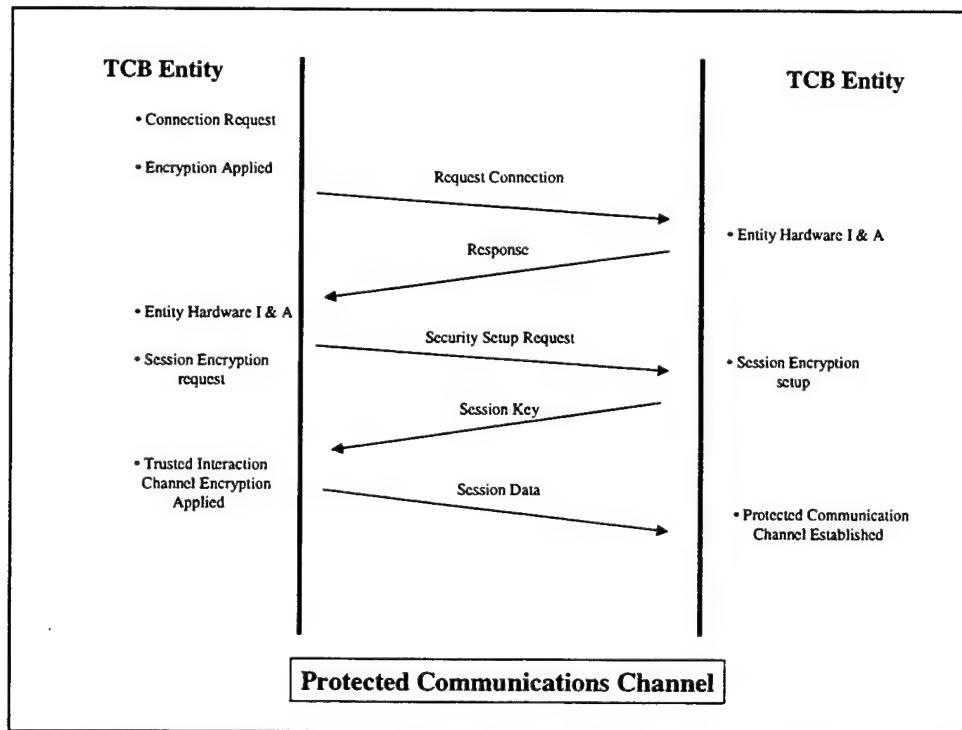 TCB Entity
TCB Entity
• Connection Request
• Encryption Applied
Request Connection
• Entity Hardware I & A
Response
• Entity Hardware I & A
Security Setup Request
• Session Encryption
request
• Session Encryption
setup
Session Key
• Trusted Interaction
Channel Encryption
Applied
Session Data
• Protected Communication
Channel Established
Protected Communications Channel